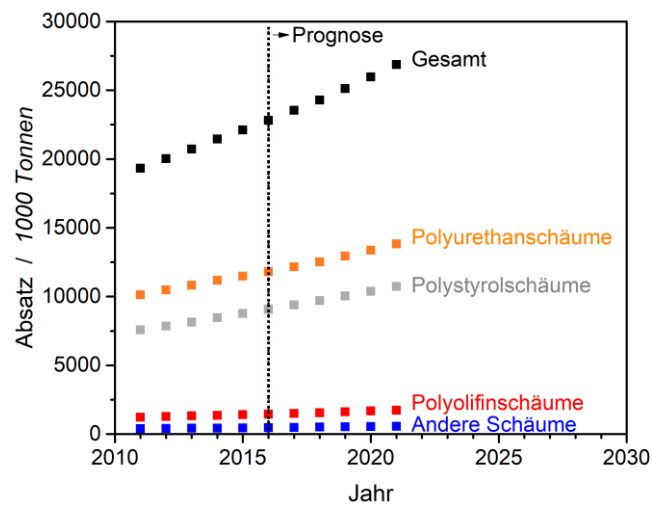 30000
25000
20000
15000
10000
5000
0
Absatz / 1000 Tonnen
Prognose
Gesamt
Polyurethanschäume
Polystyrolschäume
Polyolifinschäume
Andere Schäume
2010 2015 2020 2025 2030
Jahr